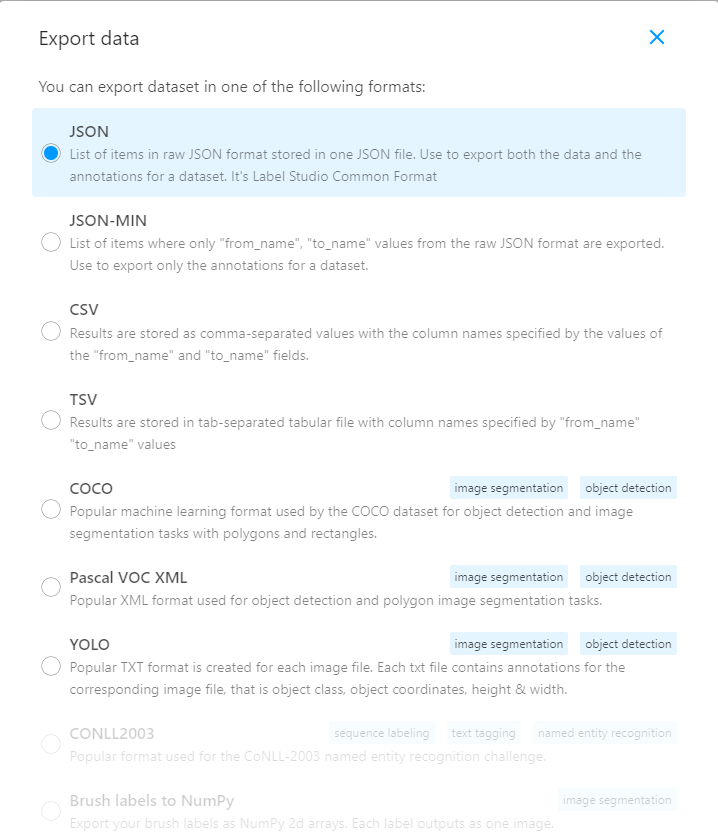 Export data
You can export dataset in one of the following formats:
JSON
List of items in raw JSON format stored in one JSON file. Use to export both the data and the
annotations for a dataset. It's Label Studio Common Format
JSON-MIN
List of items where only "from_name", "to_name" values from the raw JSON format are exported.
Use to export only the annotations for a dataset.
CSV
Results are stored as comma-separated values with the column names specified by the values of
the "from_name" and "to_name" fields.
TSV
Results are stored in tab-separated tabular file with column names specified by "from_name"
"to_name" values
COCO image segmentation object detection
Popular machine learning format used by the COCO dataset for object detection and image
segmentation tasks with polygons and rectangles.
Pascal VOC XML image segmentation object detection
Popular XML format used for object detection and polygon image segmentation tasks.
YOLO image segmentation object detection
Popular TXT format is created for each image file. Each txt file contains annotations for the
corresponding image file, that is object class, object coordinates, height & width.
CONLL2003 sequence labeling text tagging named entity recognition
Popular format used for the CoNLL-2003 named entity recognition challenge.
Brush labels to NumPy image segmentation
Export your brush labels as NumPy 2d arrays. Each label outputs as one image.